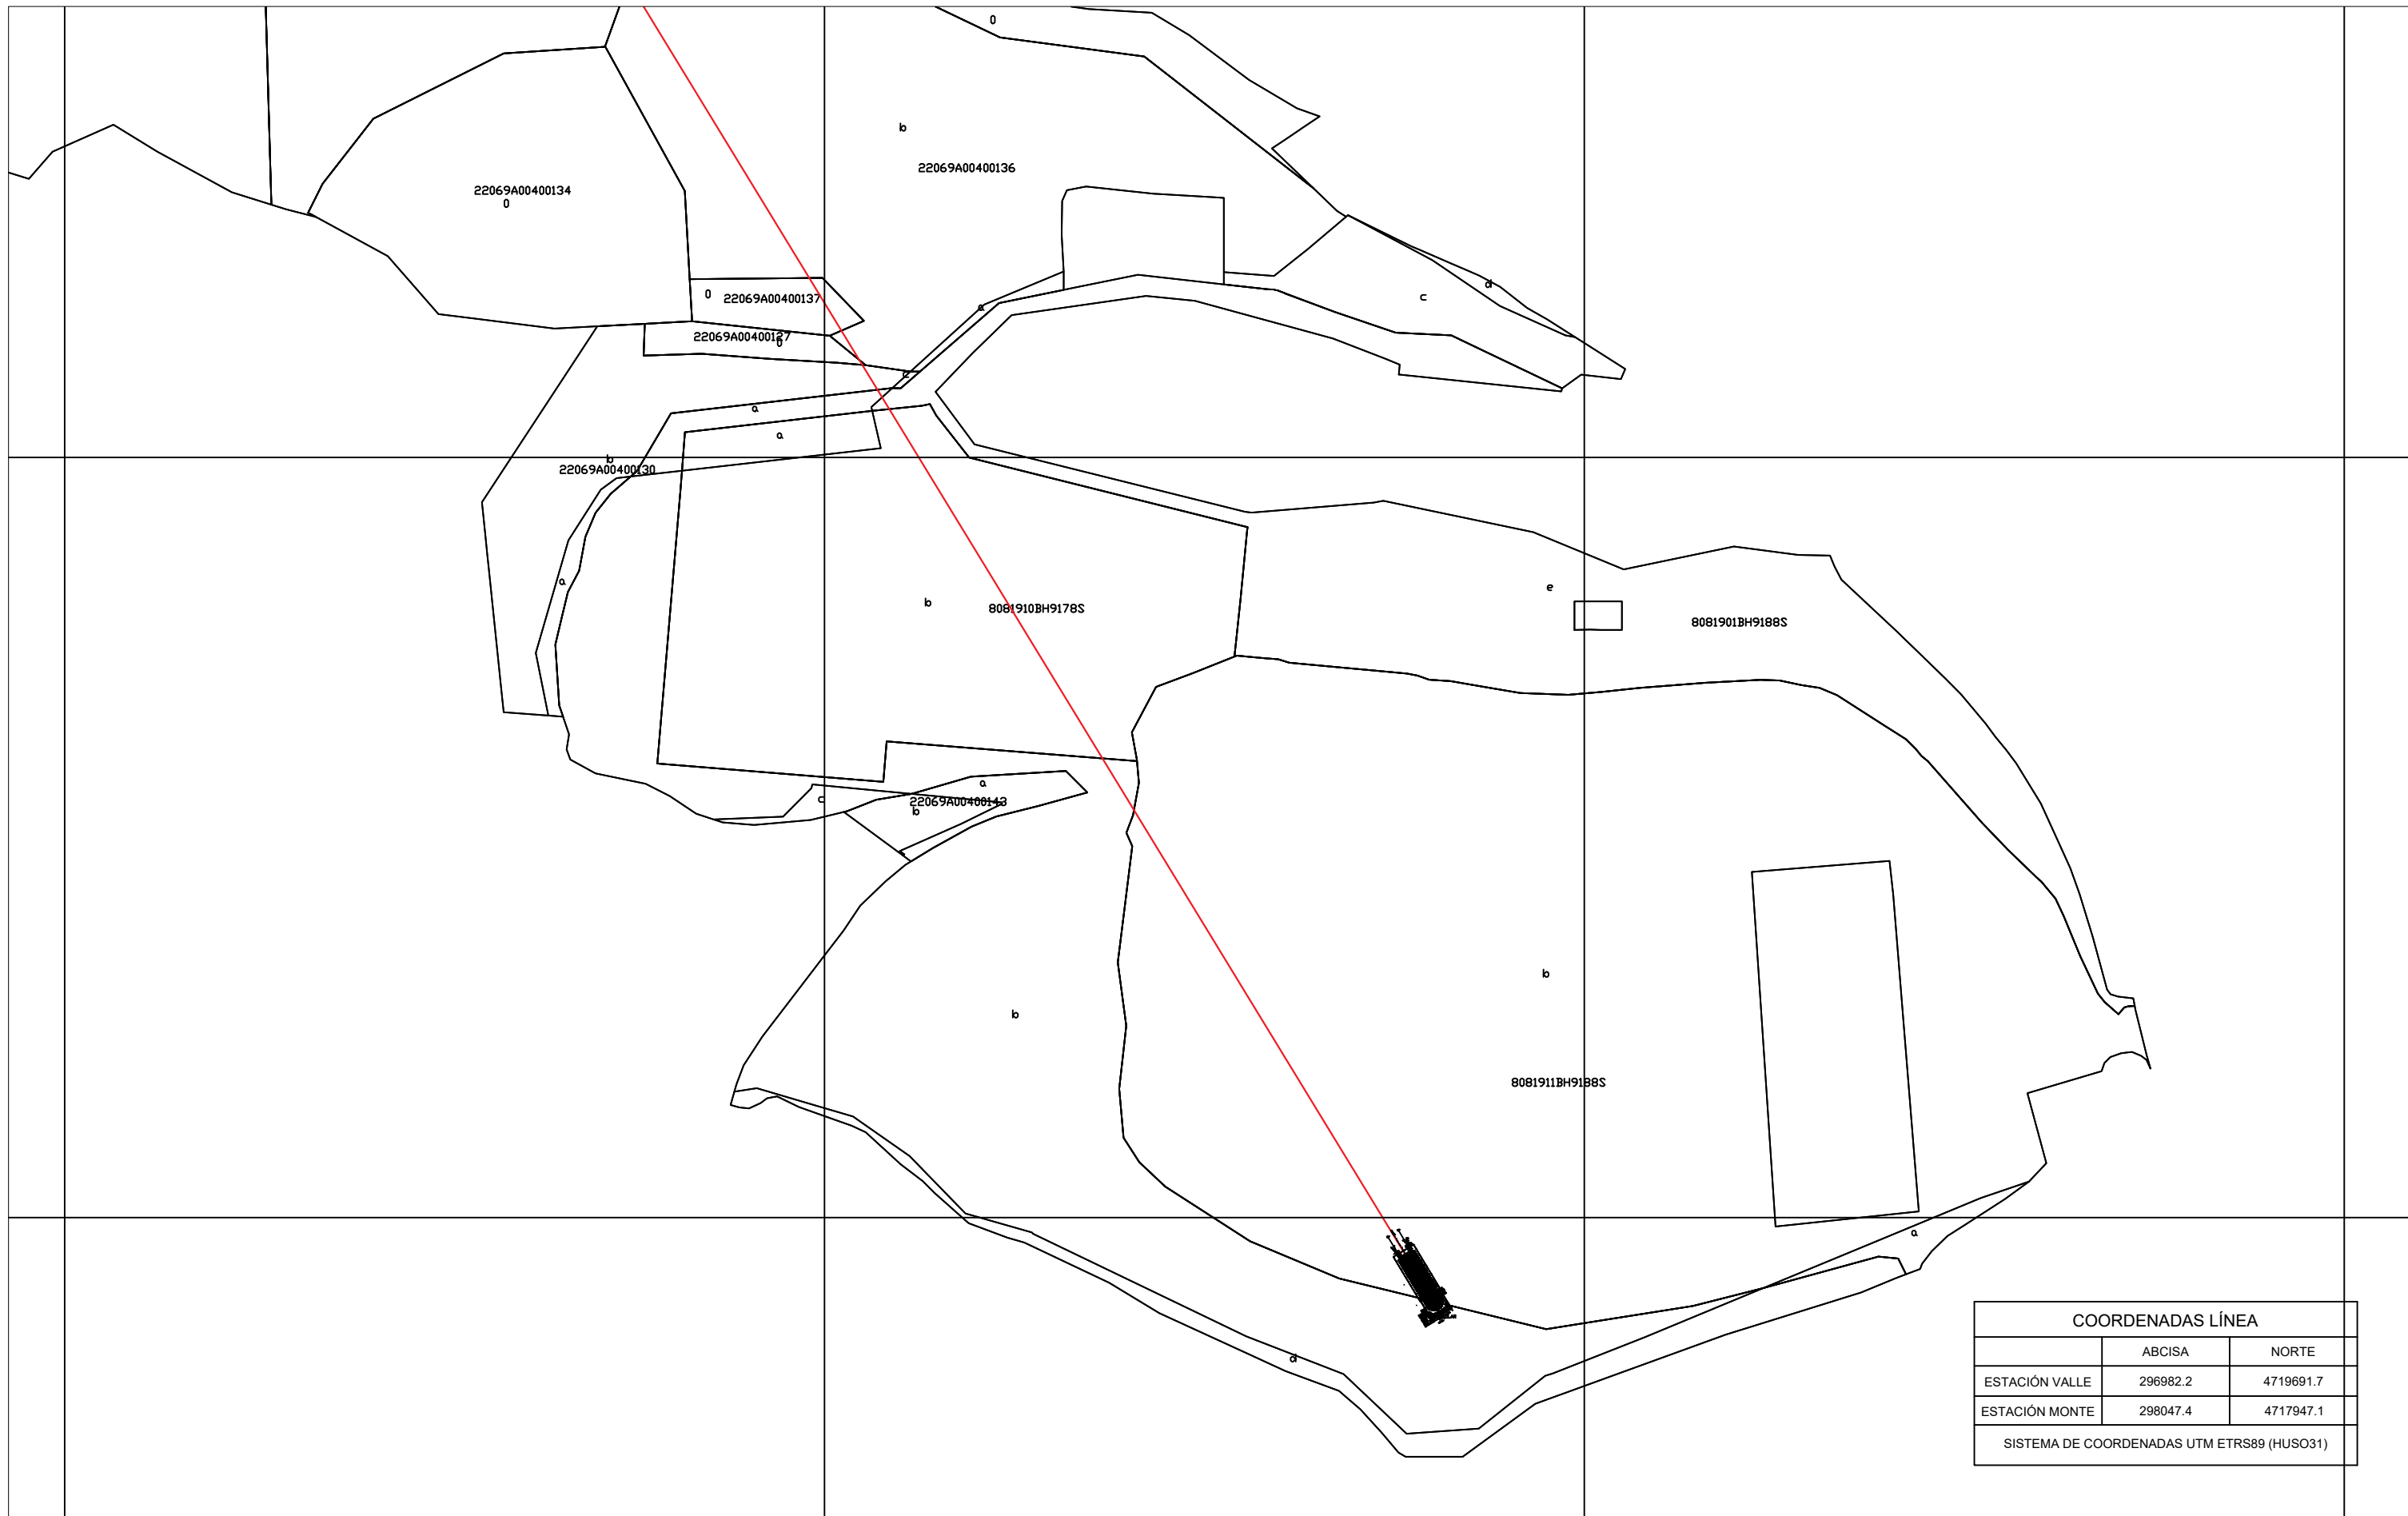 0
b
22069A00400136
22069A00400134
0
d
0 22069A00400137
c
a
22069A00400127
0
c
a
a
b
22069A00400130
a
e
b
8081910BH9178S
8081901BH9188S
a
c
22069A00400143
b
b
b
8081911BH9188S
a
d
COORDENADAS LÍNEA
ABCISA NORTE
ESTACIÓN VALLE 296982.2 4719691.7
ESTACIÓN MONTE 298047.4 4717947.1
SISTEMA DE COORDENADAS UTM ETRS89 (HUSO31)